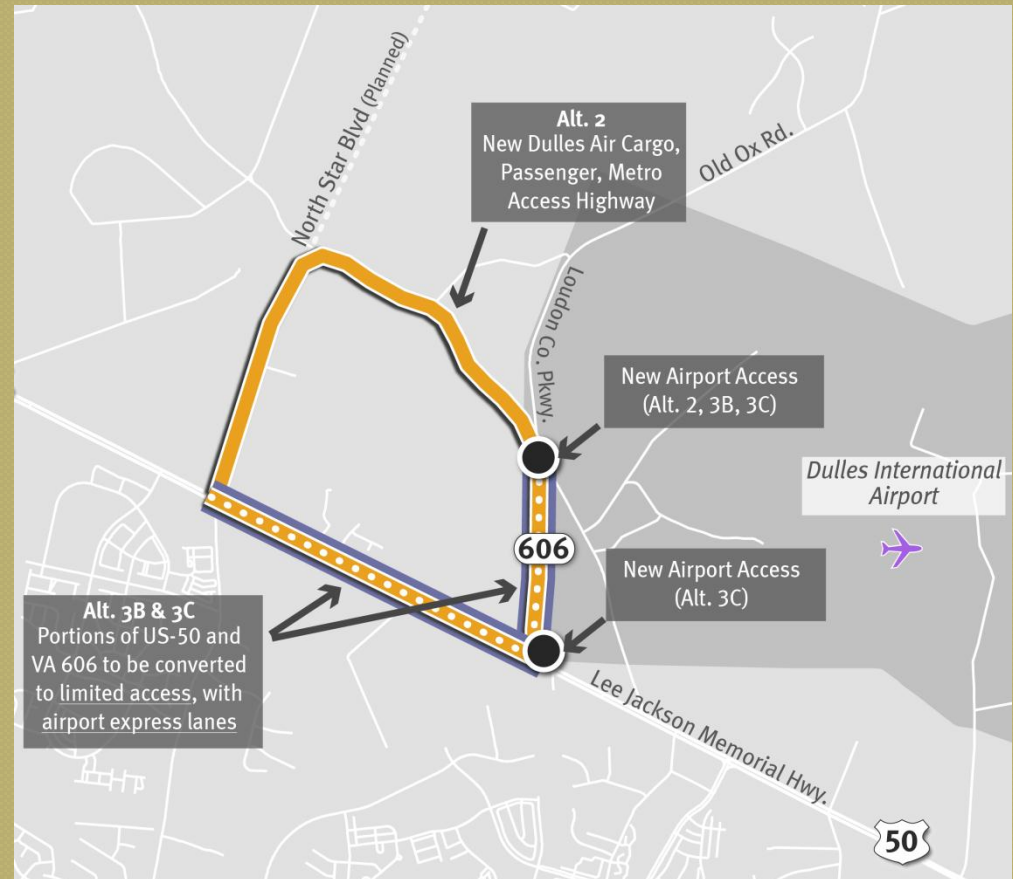 North Star Blvd (Planned)
Alt. 2
New Dulles Air Cargo,
Passenger, Metro
Access Highway
Old Ox Rd.
Loudon Co. Pkwy.
New Airport Access
(Alt. 2, 3B, 3C)
Dulles International
Airport
606
New Airport Access
(Alt. 3C)
Alt. 3B & 3C
Portions of US-50 and
VA 606 to be converted
to limited access, with
airport express lanes
Lee Jackson Memorial Hwy.
50